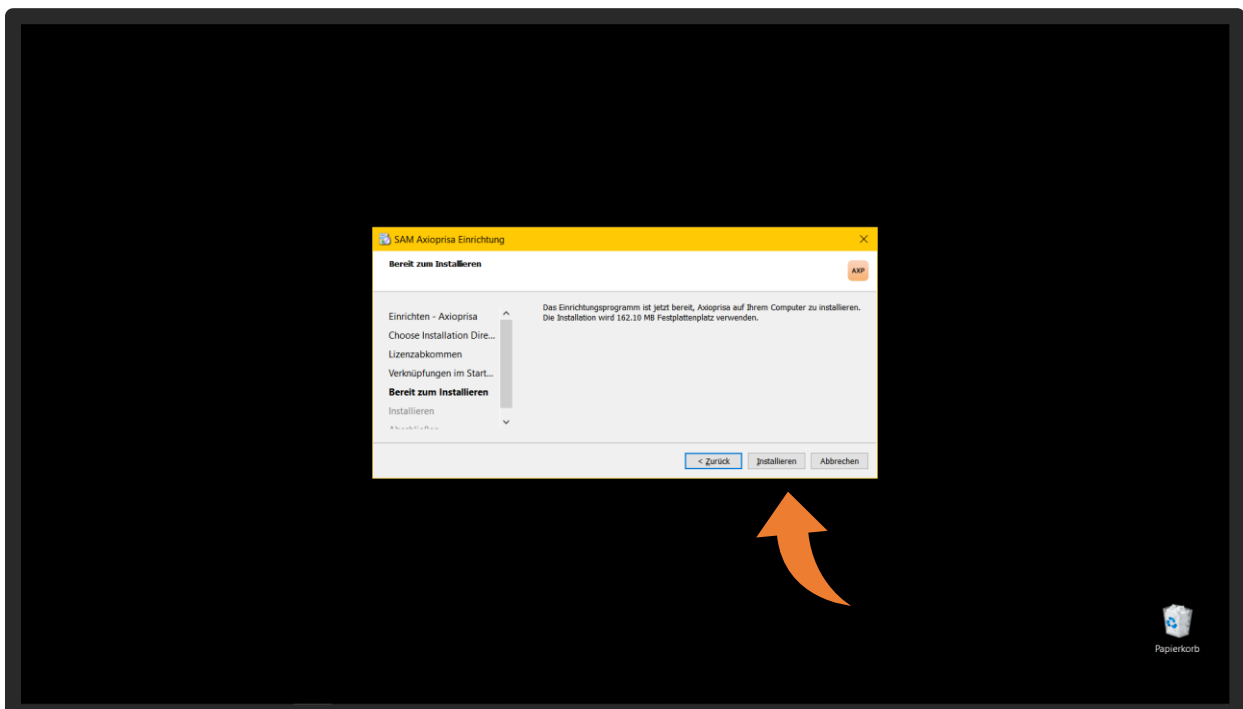 SAM Axioprisa Einrichtung
Bereit zum Installieren
AXP
Einrichten - Axioprisa
Choose Installation Dire...
Lizenzabkommen
Verknüpfungen im Start...
Bereit zum Installieren
Installieren
Das Einrichtungsprogramm ist jetzt bereit, Axioprisa auf Ihrem Computer zu installieren.
Die Installation wird 162.10 MB Festplattenplatz verwenden.
< Zurück
Installieren
Abbrechen
Papierkorb